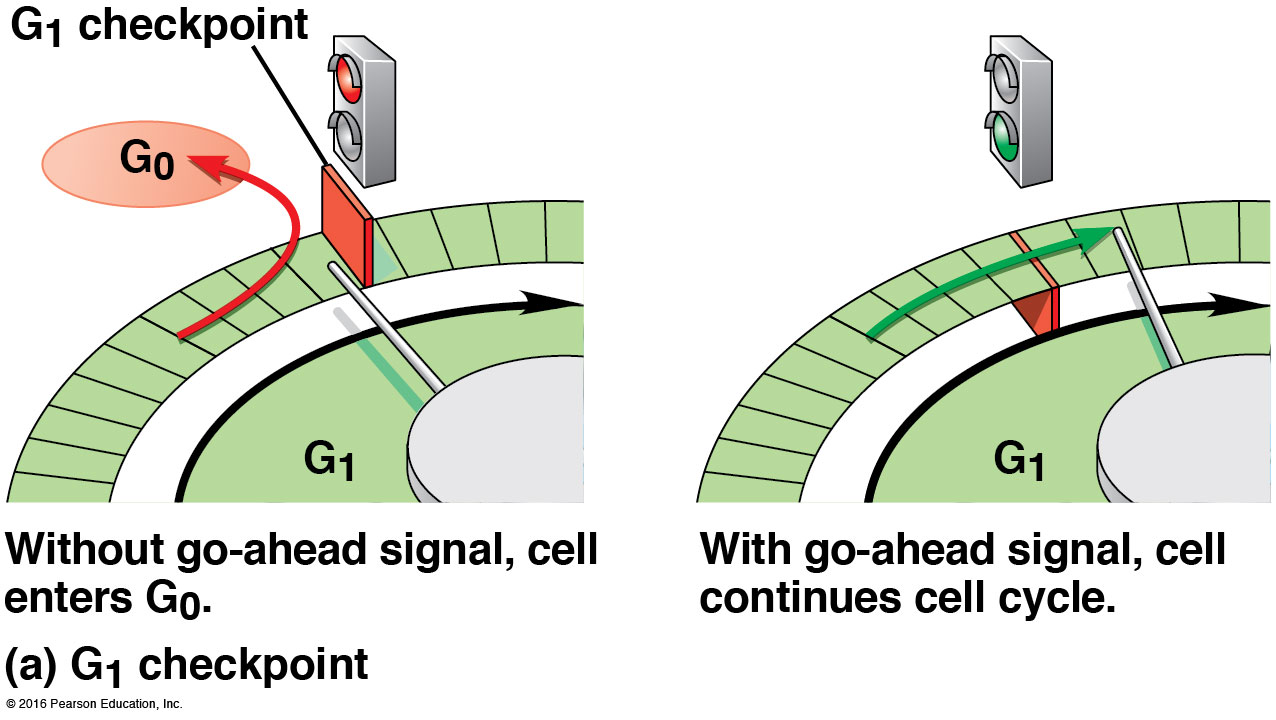 G1 checkpoint
G0
G1
G1
Without go-ahead signal, cell
enters G0.
With go-ahead signal, cell
continues cell cycle.
(a) G1 checkpoint
© 2016 Pearson Education, Inc.